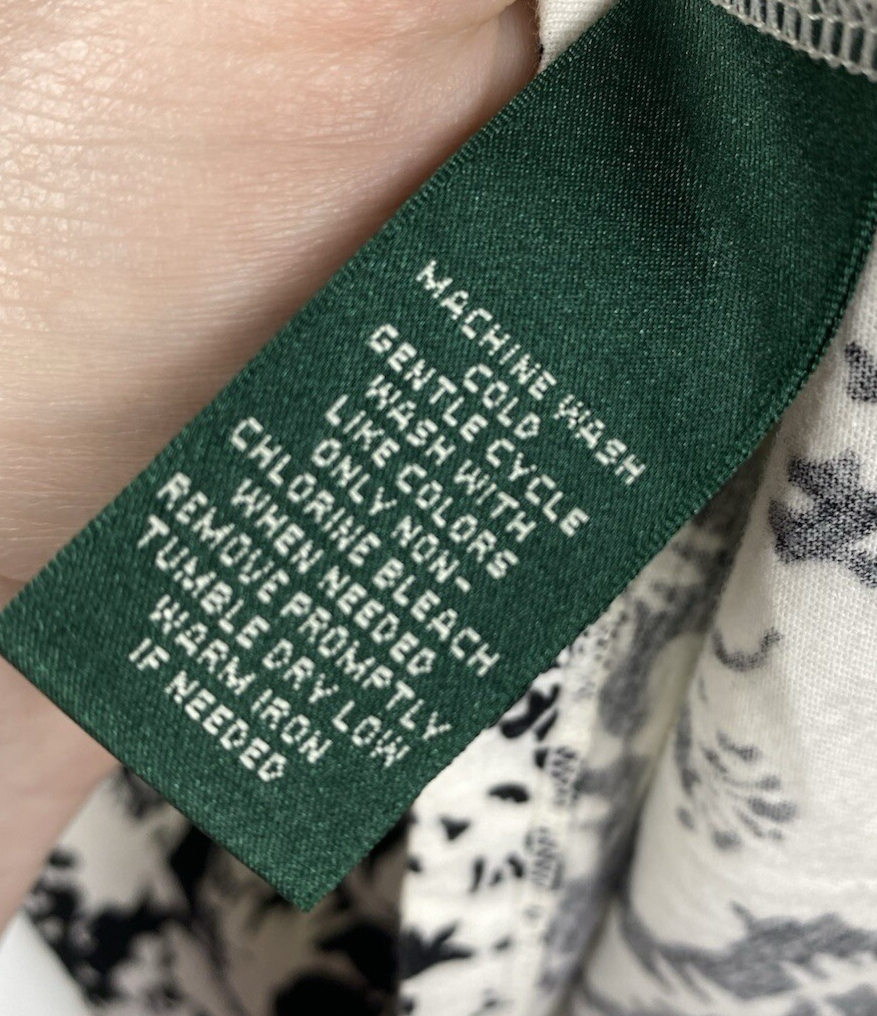 MACHINE WASH
COLD
GENTLE CYCLE
WASH WITH
LIKE COLORS
ONLY NON-
CHLORINE BLEACH
WHEN NEEDED
REMOVE PROMPTLY
TUMBLE DRY LOW
WARM IRON
IF NEEDED